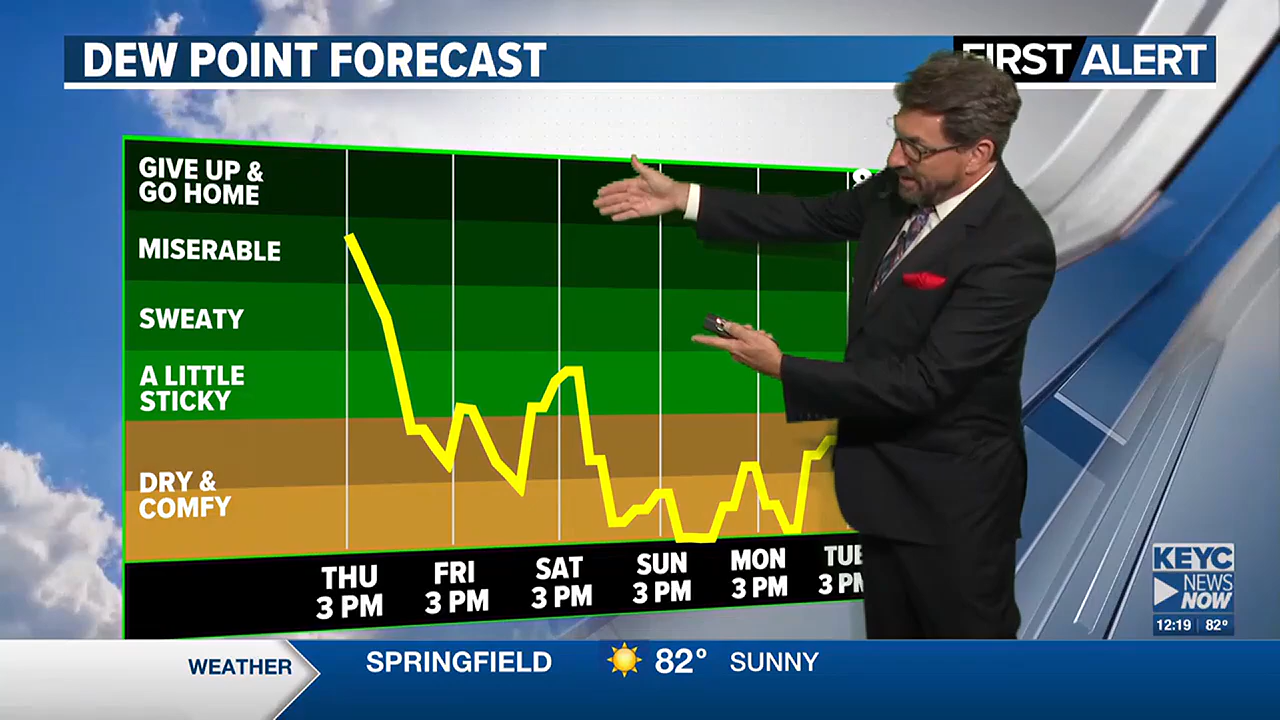 DEW POINT FORECAST
FIRST ALERT
GIVE UP &
GO HOME
MISERABLE
SWEATY
A LITTLE
STICKY
DRY &
COMFY
THU
3 PM
FRI
3 PM
SAT
3 PM
SUN
3 PM
MON
3 PM
TUE
3 PM
KEYC
NEWS
NOW
12:19 82°
WEATHER
SPRINGFIELD 82° SUNNY